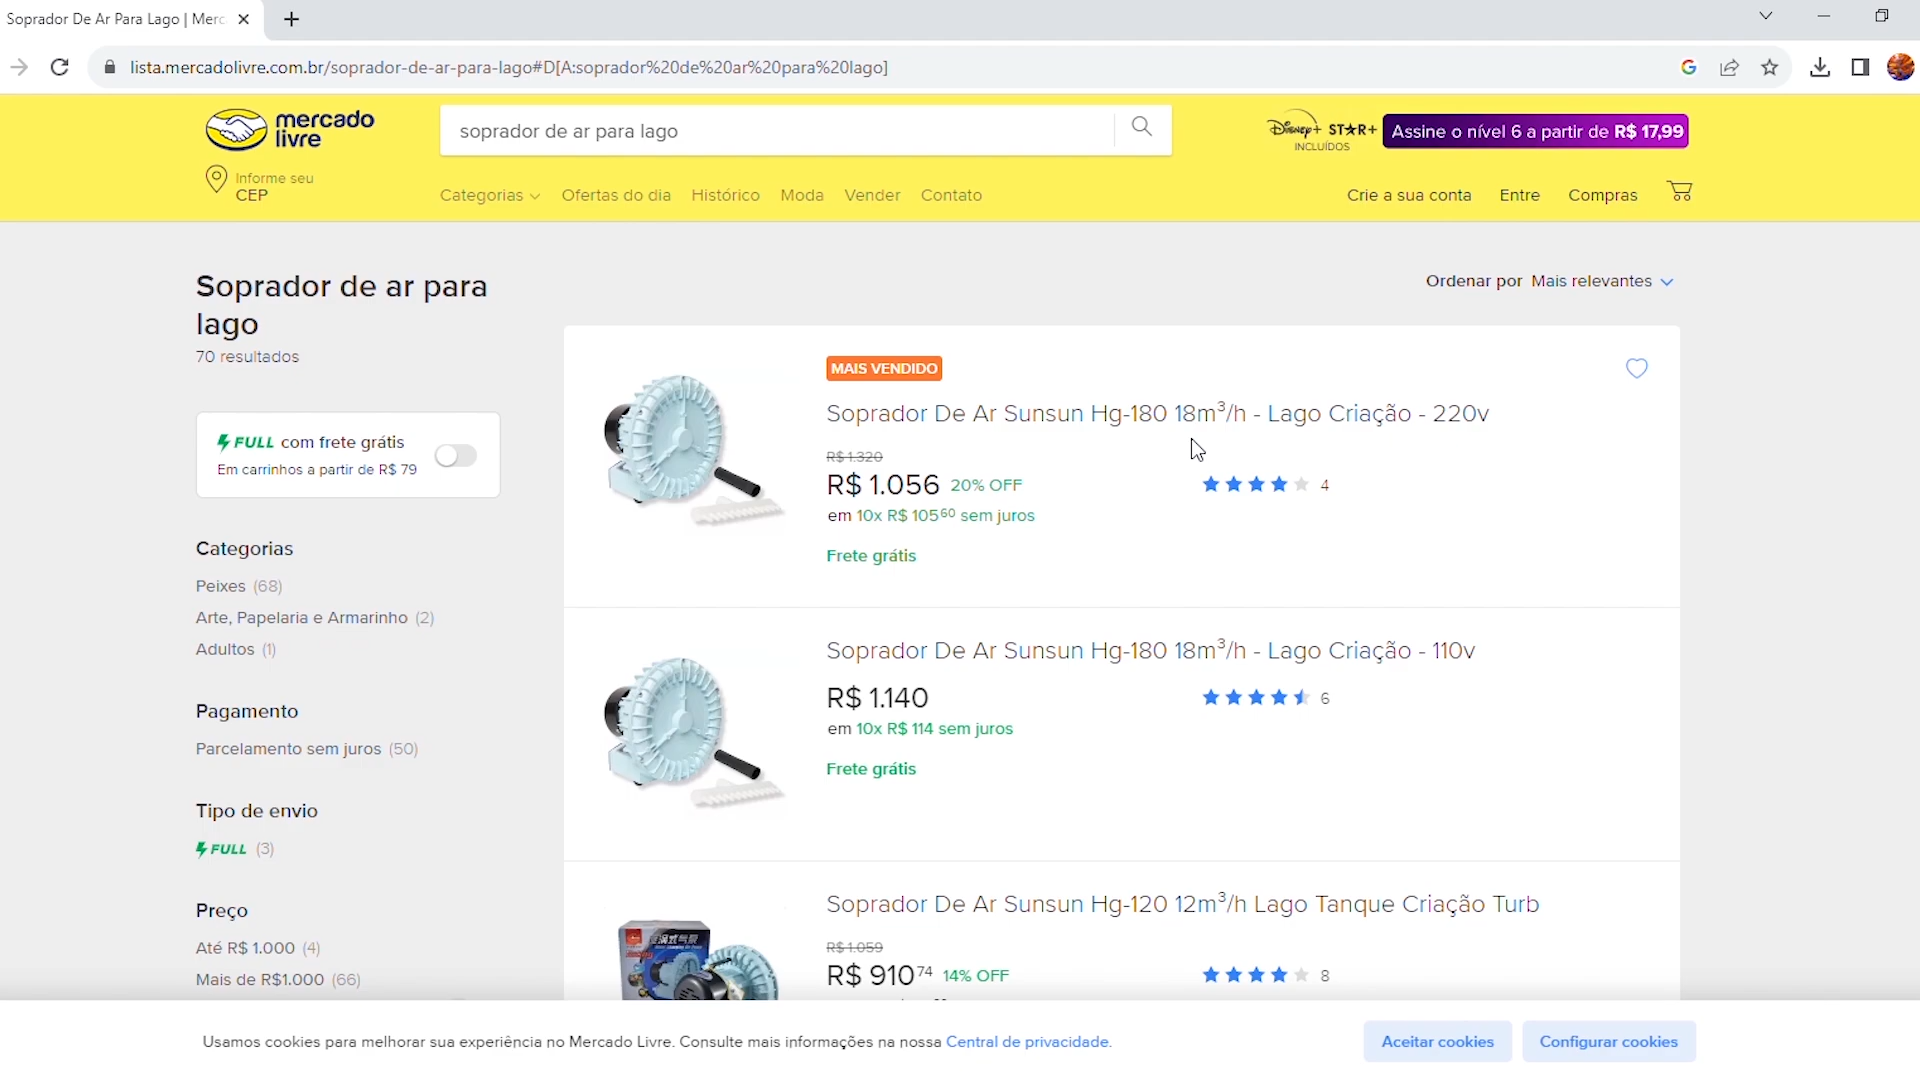 Soprador De Ar Para Lago | Merc
lista.mercadolivre.com.br/soprador-de-ar-para-lago#D[A:soprador%20de%20ar%20para%20lago]
mercado
livre
soprador de ar para lago
Disney+ STAR+
INCLUÍDOS
Assine o nível 6 a partir de R$ 17,99
Informe seu
CEP
Categorias
Ofertas do dia
Histórico
Moda
Vender
Contato
Crie a sua conta
Entre
Compras
Soprador de ar para
lago
70 resultados
Ordenar por Mais relevantes
FULL com frete grátis
Em carrinhos a partir de R$ 79
Categorias
Peixes (68)
Arte, Papelaria e Armarinho (2)
Adultos (1)
Pagamento
Parcelamento sem juros (50)
Tipo de envio
FULL (3)
Preço
Até R$ 1.000 (4)
Mais de R$1.000 (66)
MAIS VENDIDO
Soprador De Ar Sunsun Hg-180 18m³/h - Lago Criação - 220v
R$ 1.320
R$ 1.056 20% OFF
4
em 10x R$ 105⁶⁰ sem juros
Frete grátis
Soprador De Ar Sunsun Hg-180 18m³/h - Lago Criação - 110v
R$ 1.140
6
em 10x R$ 114 sem juros
Frete grátis
Soprador De Ar Sunsun Hg-120 12m³/h Lago Tanque Criação Turb
R$ 1.059
R$ 910⁷⁴ 14% OFF
8
Usamos cookies para melhorar sua experiência no Mercado Livre. Consulte mais informações na nossa Central de privacidade.
Aceitar cookies
Configurar cookies